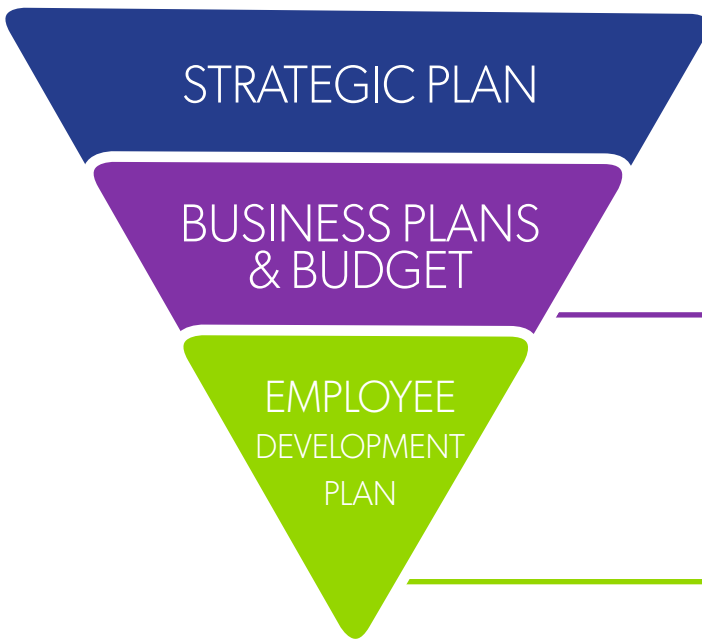 STRATEGIC PLAN
BUSINESS PLANS
& BUDGET
EMPLOYEE
DEVELOPMENT
PLAN